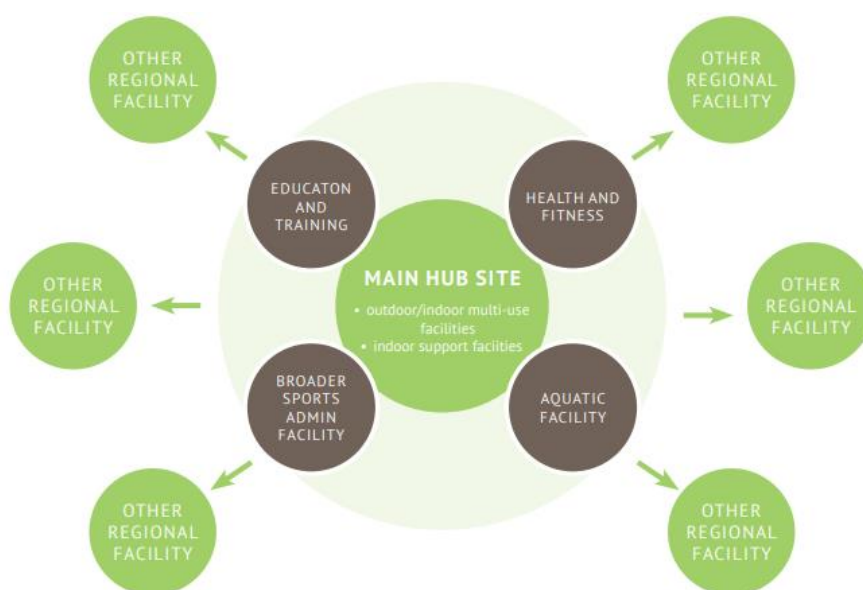 OTHER
REGIONAL
FACILITY
OTHER
REGIONAL
FACILITY
EDUCATON
AND
TRAINING
HEALTH AND
FITNESS
OTHER
REGIONAL
FACILITY
MAIN HUB SITE
• outdoor/indoor multi-use
facilities
• indoor support faciities
OTHER
REGIONAL
FACILITY
BROADER
SPORTS
ADMIN
FACILITY
AQUATIC
FACILITY
OTHER
REGIONAL
FACILITY
OTHER
REGIONAL
FACILITY